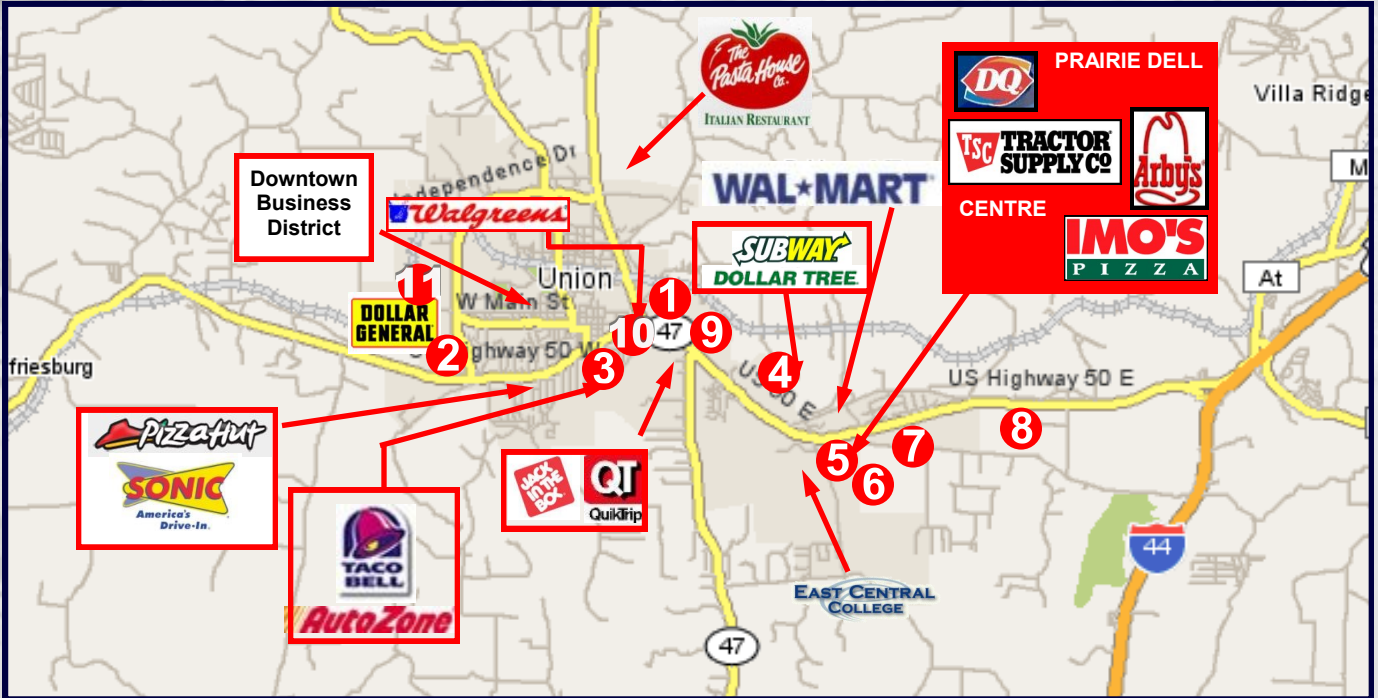 The
Pasta House
Co.
ITALIAN RESTAURANT
DQ
PRAIRIE DELL
TSC TRACTOR
SUPPLY CO
Arby's
CENTRE
IMO'S
PIZZA
Villa Ridge
M
At
Independence Dr
Downtown
Business
District
Walgreens
WAL★MART
SUBWAY
DOLLAR TREE
Union
W Main St
11
DOLLAR
GENERAL
1
10
47
9
2
Highway 50 W
3
4
US 50 E
US Highway 50 E
friesburg
8
7
5
6
Pizza Hut
SONIC
America's
Drive-In.
JACK
IN THE
BOX
QT
QuikTrip
TACO
BELL
AutoZone
EAST CENTRAL
COLLEGE
44
47